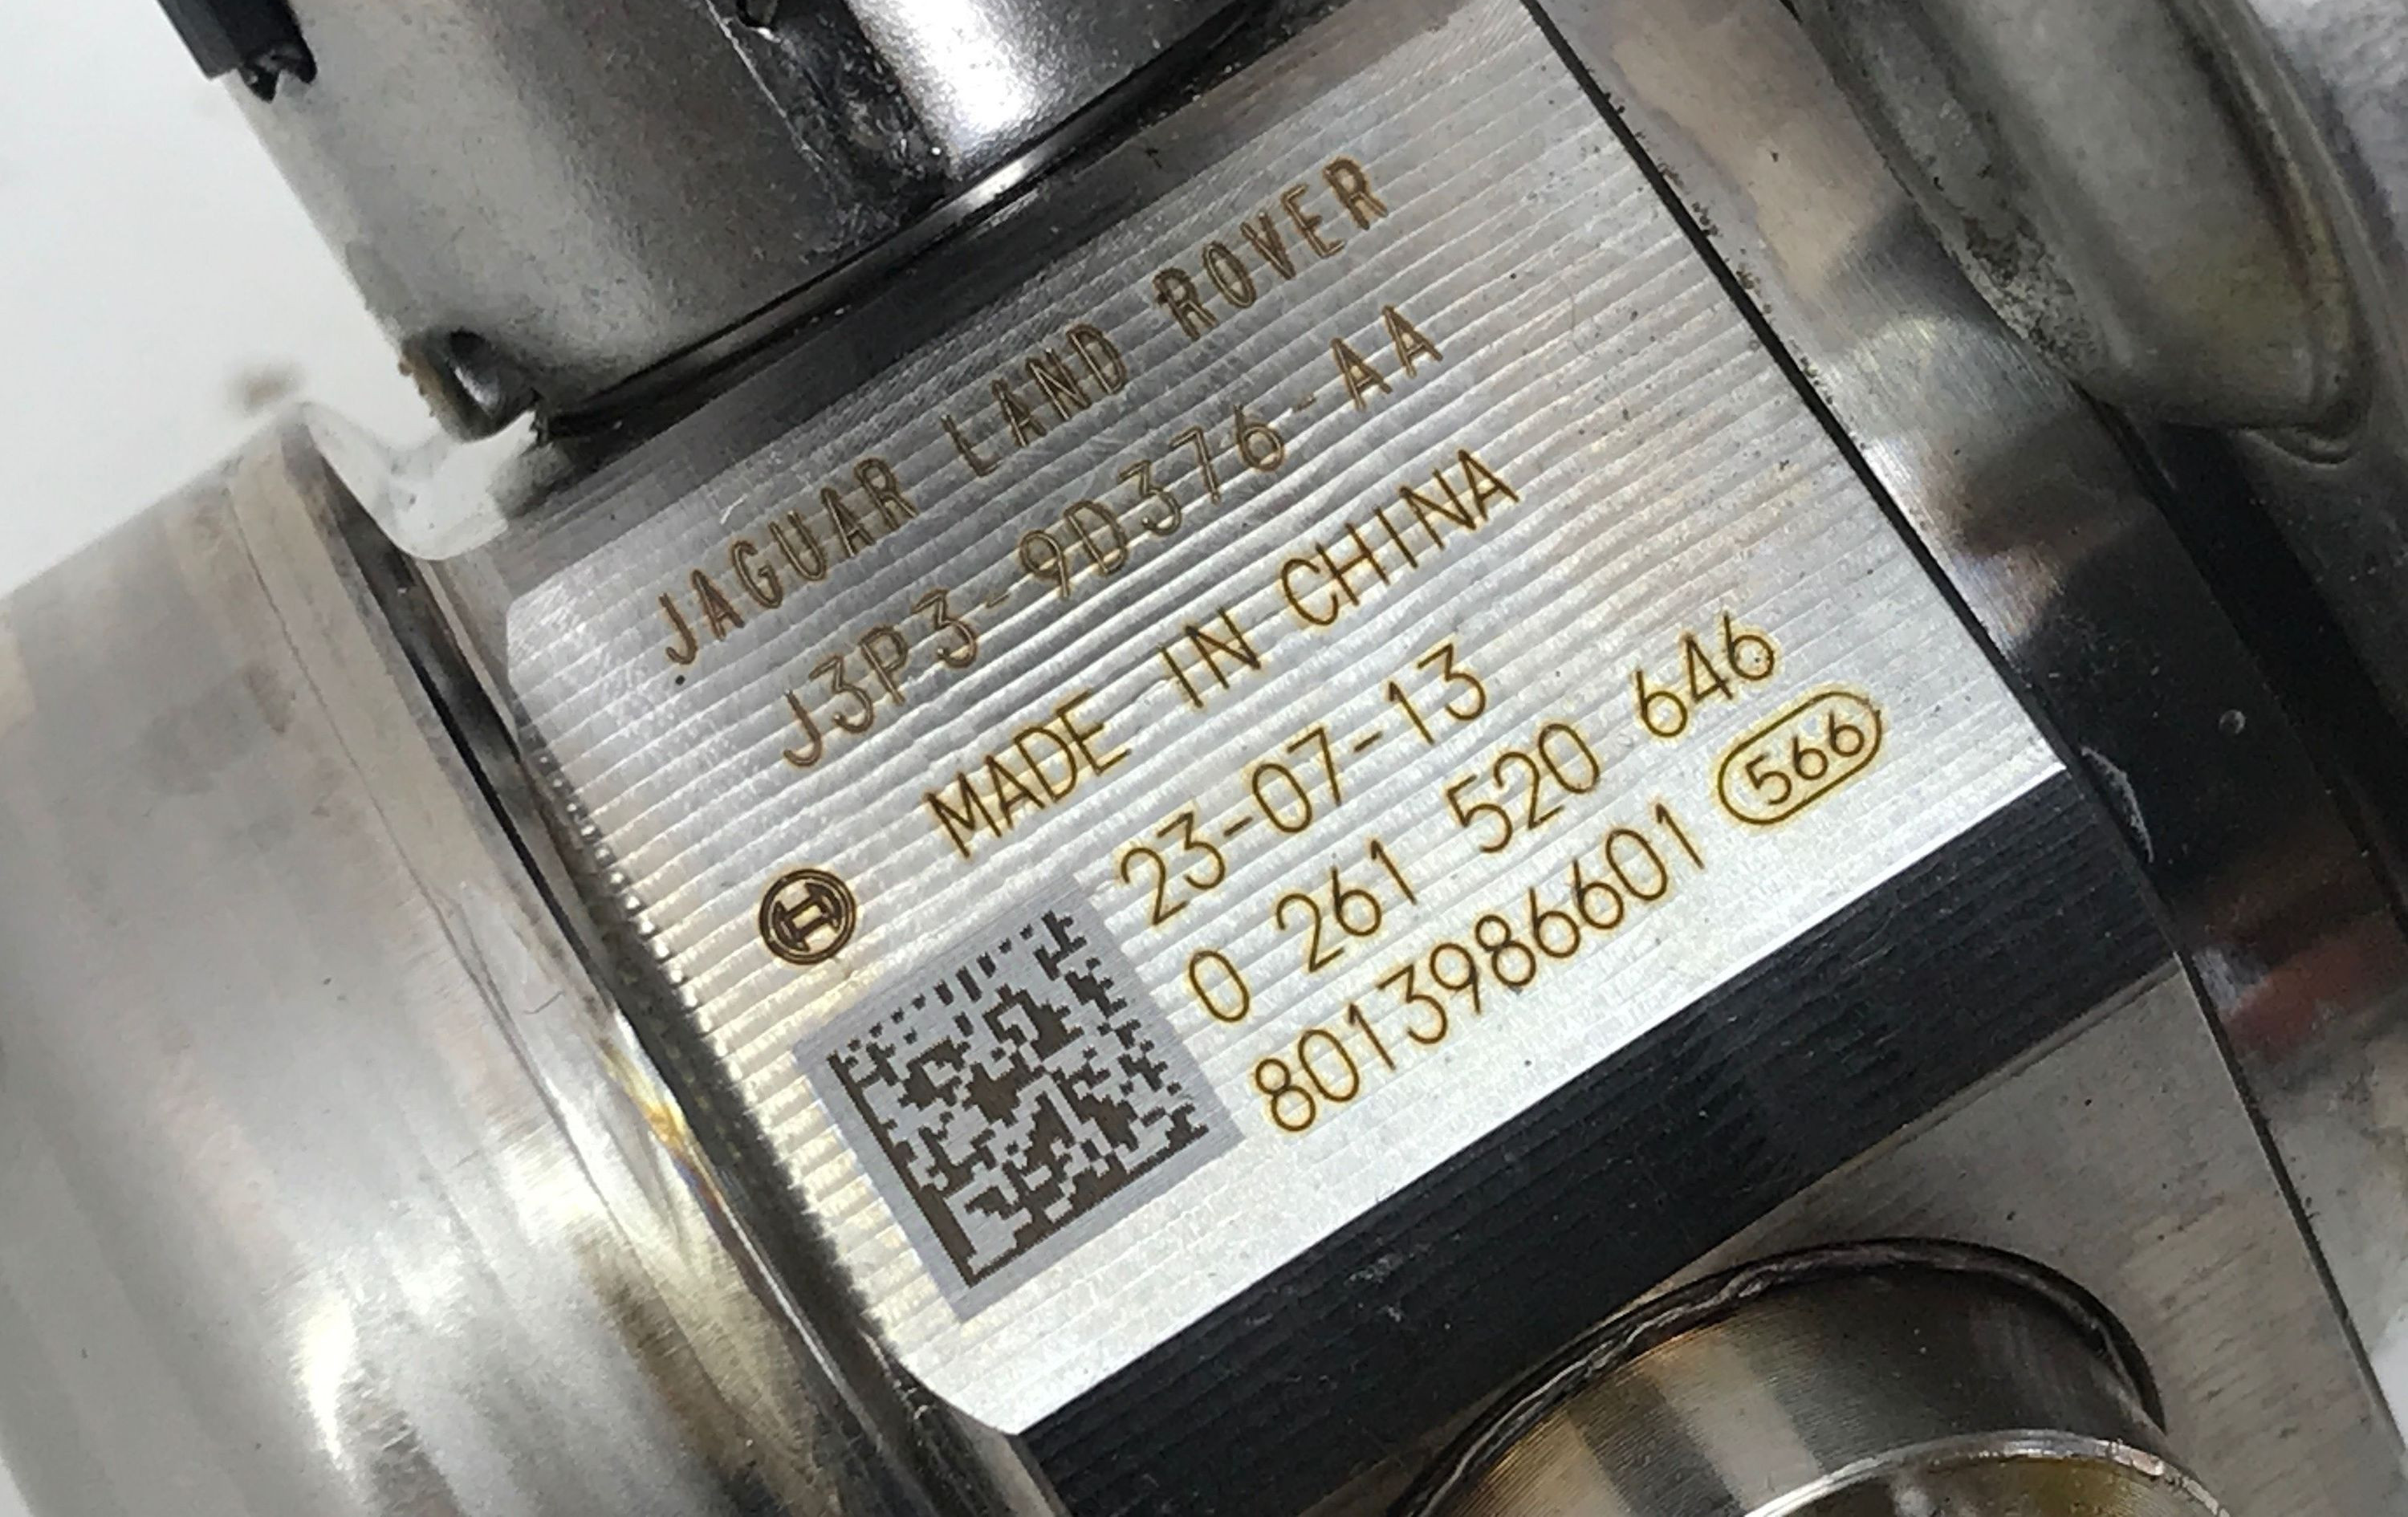 JAGUAR LAND ROVER
J3P3-9D376-AA
MADE IN CHINA
23-07-13
0 261 520 646
8013986601 566